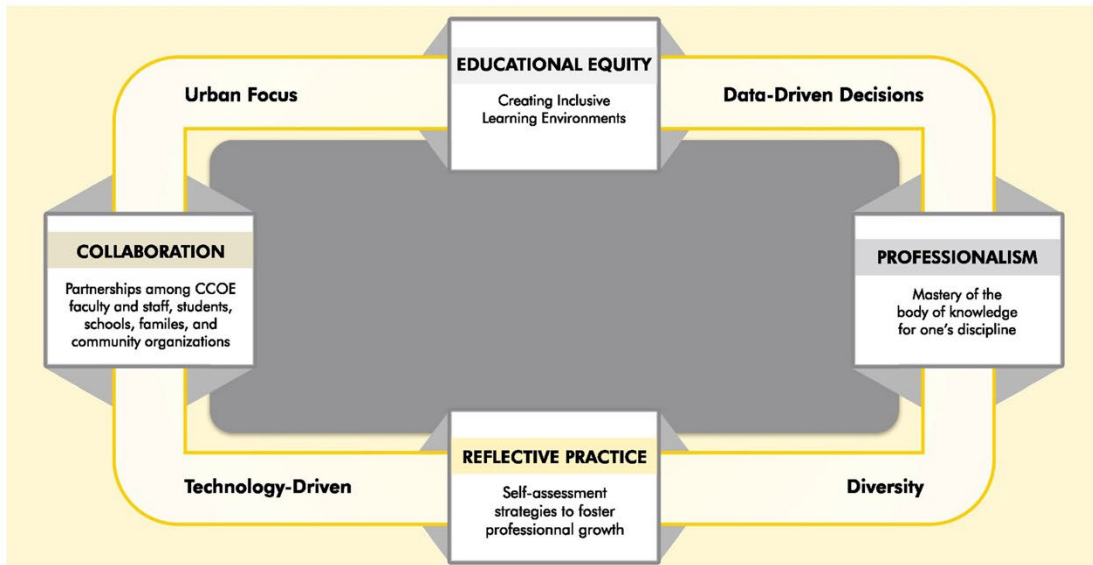 EDUCATIONAL EQUITY
Creating Inclusive
Learning Environments
Urban Focus
Data-Driven Decisions
COLLABORATION
Partnerships among CCOE
faculty and staff, students,
schools, familes, and
community organizations
PROFESSIONALISM
Mastery of the
body of knowledge
for one's discipline
REFLECTIVE PRACTICE
Self-assessment
strategies to foster
professionnal growth
Technology-Driven
Diversity